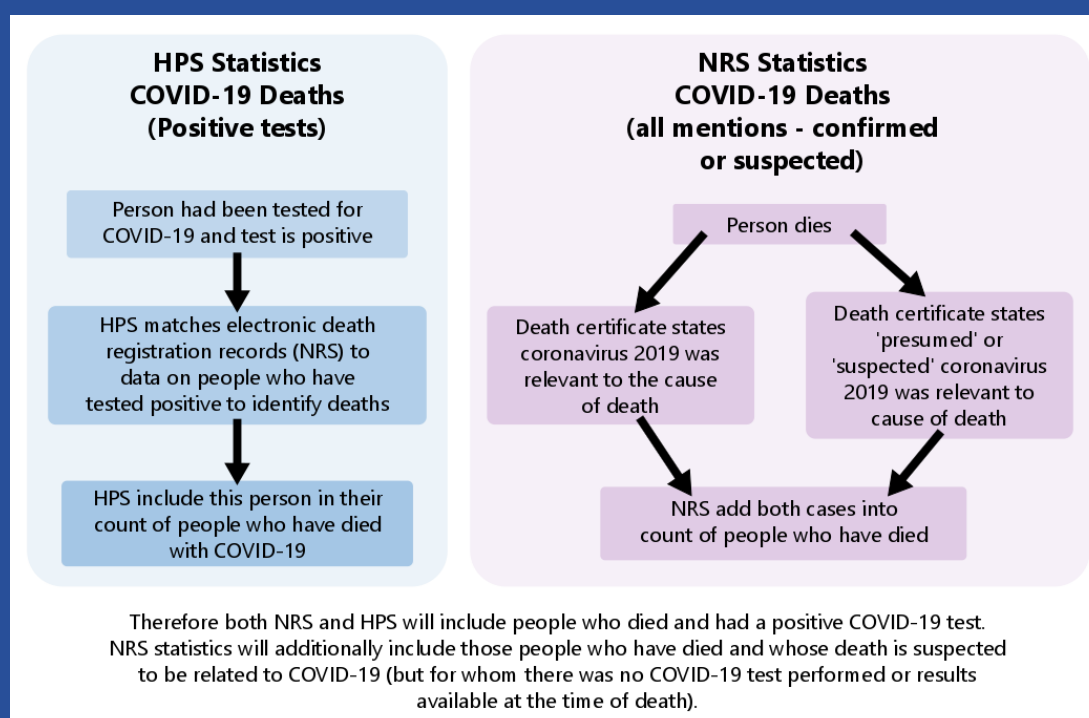 HPS Statistics
COVID-19 Deaths
(Positive tests)
Person had been tested for
COVID-19 and test is positive
HPS matches electronic death
registration records (NRS) to
data on people who have
tested positive to identify deaths
HPS include this person in their
count of people who have died
with COVID-19
NRS Statistics
COVID-19 Deaths
(all mentions - confirmed
or suspected)
Person dies
Death certificate states
coronavirus 2019 was
relevant to the cause
of death
Death certificate states
'presumed' or
'suspected' coronavirus
2019 was relevant to
cause of death
NRS add both cases into
count of people who have died
Therefore both NRS and HPS will include people who died and had a positive COVID-19 test.
NRS statistics will additionally include those people who have died and whose death is suspected
to be related to COVID-19 (but for whom there was no COVID-19 test performed or results
available at the time of death).